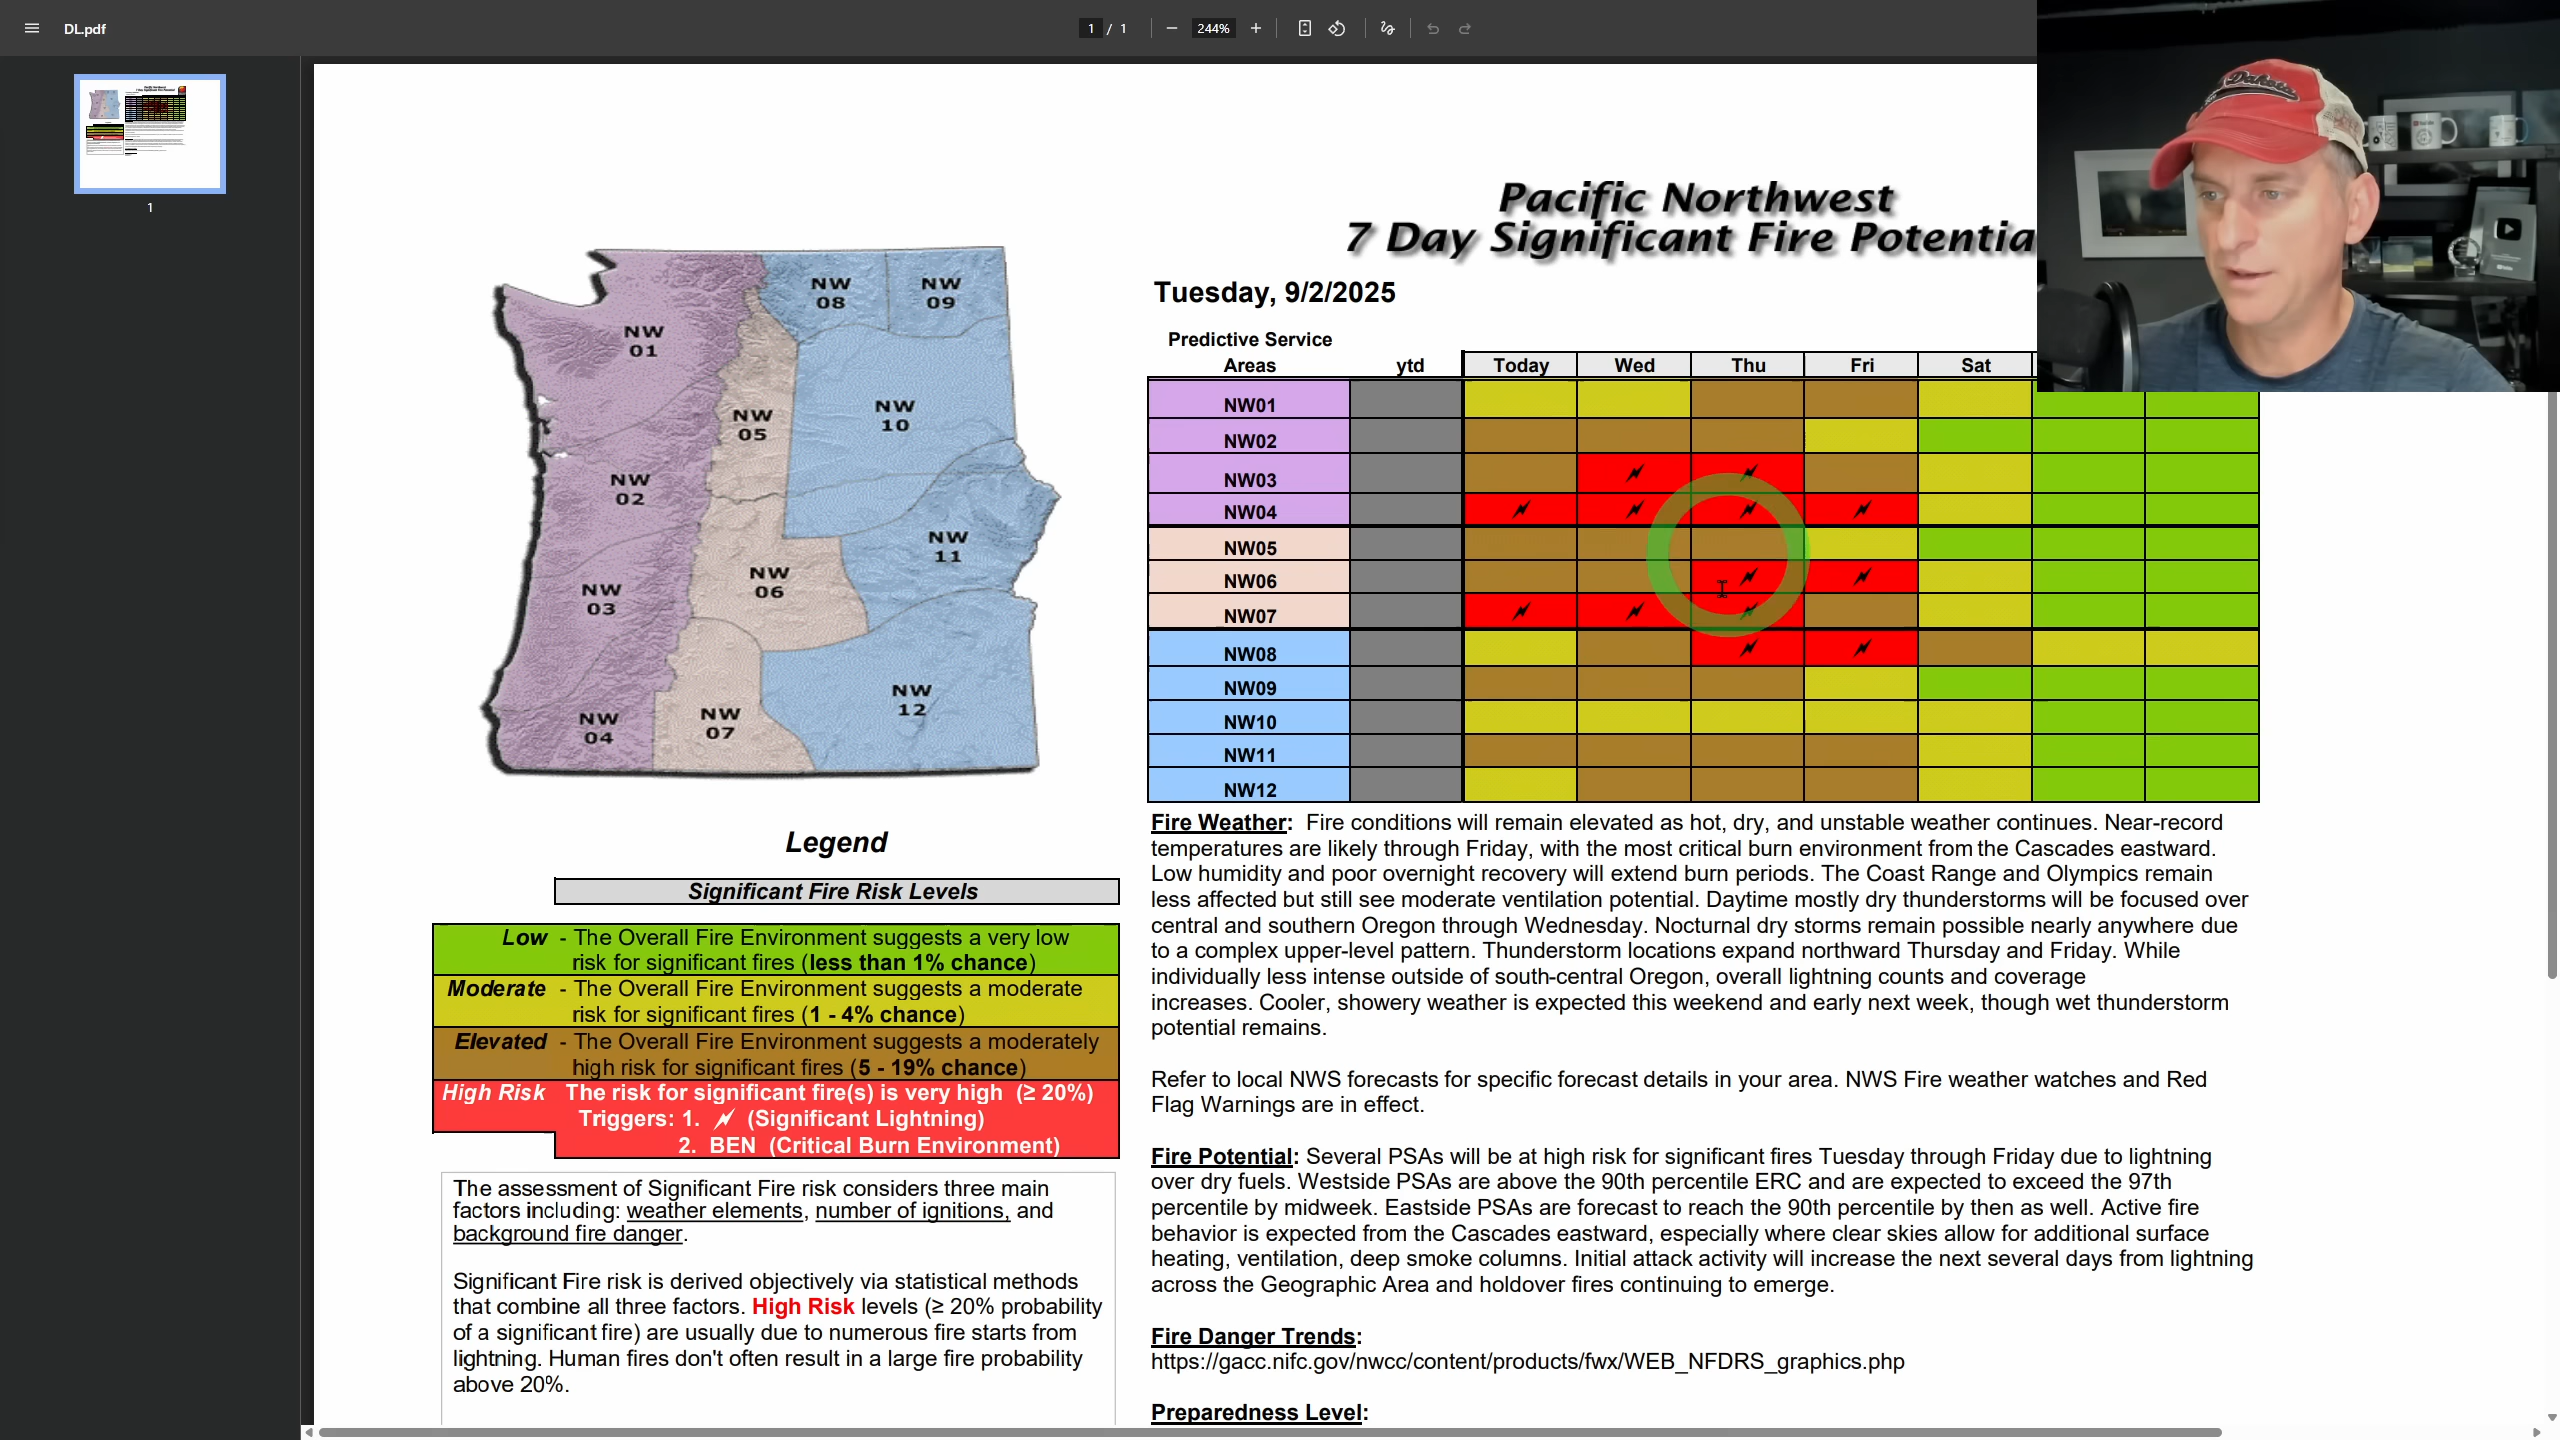 DL.pdf
1 / 1
244%
1
Dakota
Pacific Northwest
7 Day Significant Fire Potentia
Tuesday, 9/2/2025
Predictive Service
Areas ytd Today Wed Thu Fri Sat
NW01
NW02
NW03
NW04
NW05
NW06
NW07
NW08
NW09
NW10
NW11
NW12
NW
01
NW
02
NW
03
NW
04
NW
05
NW
06
NW
07
NW
08
NW
09
NW
10
NW
11
NW
12
Legend
Significant Fire Risk Levels
Low - The Overall Fire Environment suggests a very low
risk for significant fires (less than 1% chance)
Moderate - The Overall Fire Environment suggests a moderate
risk for significant fires (1 - 4% chance)
Elevated - The Overall Fire Environment suggests a moderately
high risk for significant fires (5 - 19% chance)
High Risk The risk for significant fire(s) is very high (≥ 20%)
Triggers: 1. (Significant Lightning)
2. BEN (Critical Burn Environment)
The assessment of Significant Fire risk considers three main
factors including: weather elements, number of ignitions, and
background fire danger.
Significant Fire risk is derived objectively via statistical methods
that combine all three factors. High Risk levels (≥ 20% probability
of a significant fire) are usually due to numerous fire starts from
lightning. Human fires don't often result in a large fire probability
above 20%.
Fire Weather: Fire conditions will remain elevated as hot, dry, and unstable weather continues. Near-record
temperatures are likely through Friday, with the most critical burn environment from the Cascades eastward.
Low humidity and poor overnight recovery will extend burn periods. The Coast Range and Olympics remain
less affected but still see moderate ventilation potential. Daytime mostly dry thunderstorms will be focused over
central and southern Oregon through Wednesday. Nocturnal dry storms remain possible nearly anywhere due
to a complex upper-level pattern. Thunderstorm locations expand northward Thursday and Friday. While
individually less intense outside of south-central Oregon, overall lightning counts and coverage
increases. Cooler, showery weather is expected this weekend and early next week, though wet thunderstorm
potential remains.
Refer to local NWS forecasts for specific forecast details in your area. NWS Fire weather watches and Red
Flag Warnings are in effect.
Fire Potential: Several PSAs will be at high risk for significant fires Tuesday through Friday due to lightning
over dry fuels. Westside PSAs are above the 90th percentile ERC and are expected to exceed the 97th
percentile by midweek. Eastside PSAs are forecast to reach the 90th percentile by then as well. Active fire
behavior is expected from the Cascades eastward, especially where clear skies allow for additional surface
heating, ventilation, deep smoke columns. Initial attack activity will increase the next several days from lightning
across the Geographic Area and holdover fires continuing to emerge.
Fire Danger Trends:
https://gacc.nifc.gov/nwcc/content/products/fwx/WEB_NFDRS_graphics.php
Preparedness Level: